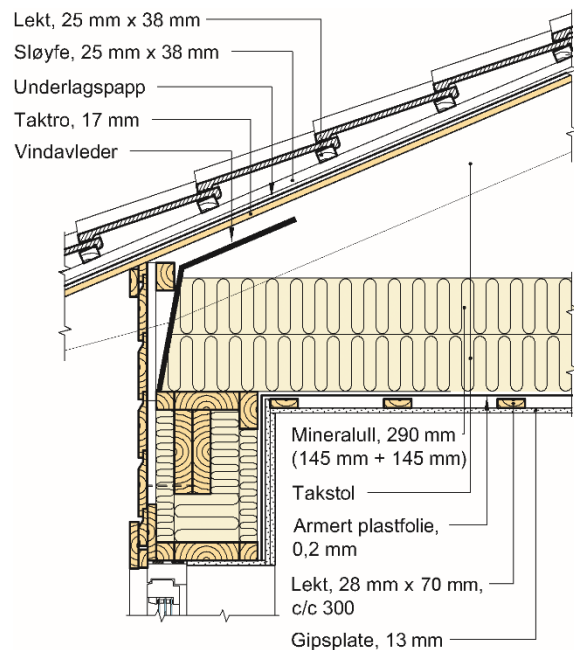 Lekt, 25 mm x 38 mm
Sløyfe, 25 mm x 38 mm
Underlagspapp
Taktro, 17 mm
Vindavleder
Mineralull, 290 mm
(145 mm + 145 mm)
Takstol
Armert plastfolie,
0,2 mm
Lekt, 28 mm x 70 mm,
c/c 300
Gipsplate, 13 mm